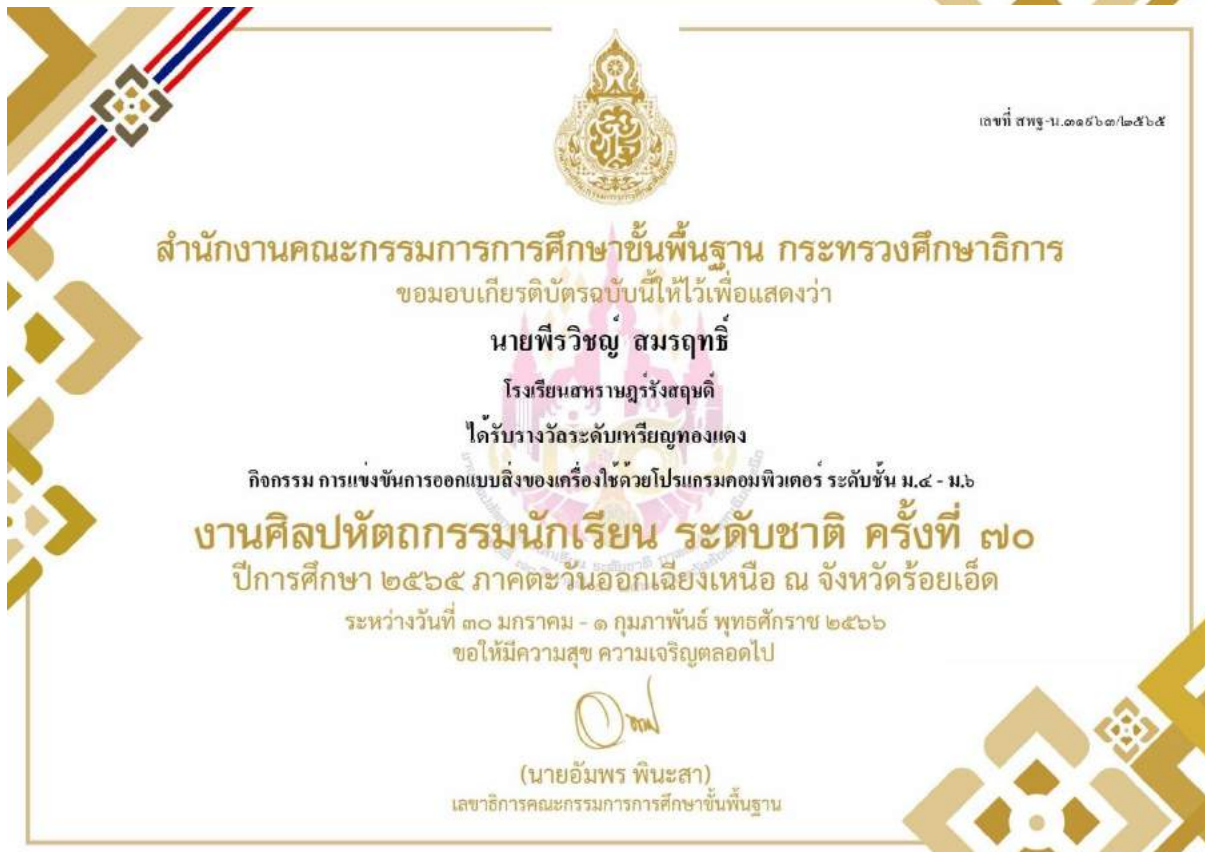 เลขที่ สพฐ-น.๓๑๙๖๓/๒๕๖๕
สำนักงานคณะกรรมการการศึกษาขั้นพื้นฐาน กระทรวงศึกษาธิการ
ขอมอบเกียรติบัตรฉบับนี้ให้ไว้เพื่อแสดงว่า
นายพีรวิชญ์ สมรฤทธิ์
โรงเรียนสหราษฎร์รังสฤษดิ์
ได้รับรางวัลระดับเหรียญทองแดง
กิจกรรม การแข่งขันการออกแบบสิ่งของเครื่องใช้ด้วยโปรแกรมคอมพิวเตอร์ ระดับชั้น ม.๔ - ม.๖
งานศิลปหัตถกรรมนักเรียน ระดับชาติ ครั้งที่ ๗๐
ปีการศึกษา ๒๕๖๕ ภาคตะวันออกเฉียงเหนือ ณ จังหวัดร้อยเอ็ด
ระหว่างวันที่ ๓๐ มกราคม - ๑ กุมภาพันธ์ พุทธศักราช ๒๕๖๖
ขอให้มีความสุข ความเจริญตลอดไป
(นายอัมพร พินะสา)
เลขาธิการคณะกรรมการการศึกษาขั้นพื้นฐาน